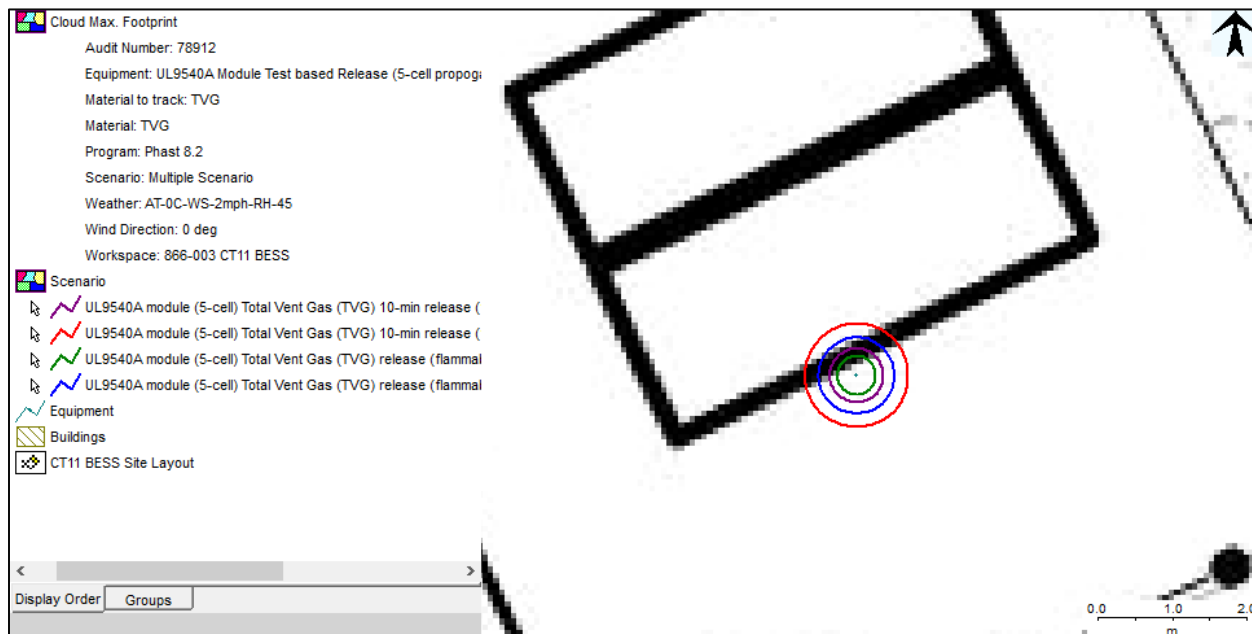 Cloud Max. Footprint
Audit Number: 78912
Equipment: UL9540A Module Test based Release (5-cell propoga
Material to track: TVG
Material: TVG
Program: Phast 8.2
Scenario: Multiple Scenario
Weather: AT-0C-WS-2mph-RH-45
Wind Direction: 0 deg
Workspace: 866-003 CT11 BESS
Scenario
UL9540A module (5-cell) Total Vent Gas (TVG) 10-min release (
UL9540A module (5-cell) Total Vent Gas (TVG) 10-min release (
UL9540A module (5-cell) Total Vent Gas (TVG) release (flammal
UL9540A module (5-cell) Total Vent Gas (TVG) release (flammal
Equipment
Buildings
CT11 BESS Site Layout
Display Order Groups
0.0 1.0 2.0
m